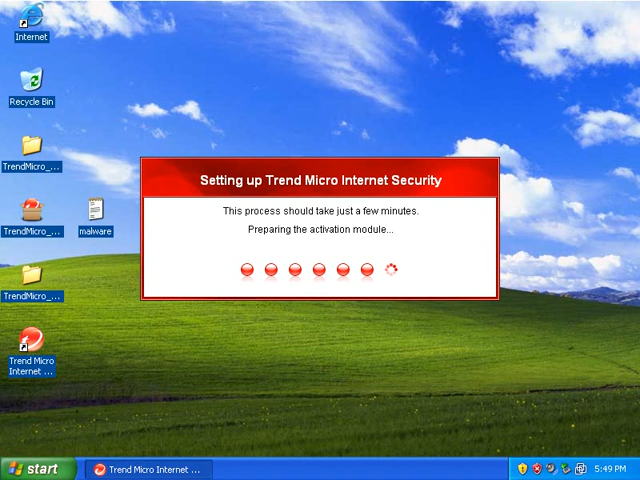 Internet
Recycle Bin
TrendMicro_...
TrendMicro_...
malware
TrendMicro_...
Trend Micro
Internet ...
Setting up Trend Micro Internet Security
This process should take just a few minutes.
Preparing the activation module...
start
Trend Micro Internet ...
5:49 PM